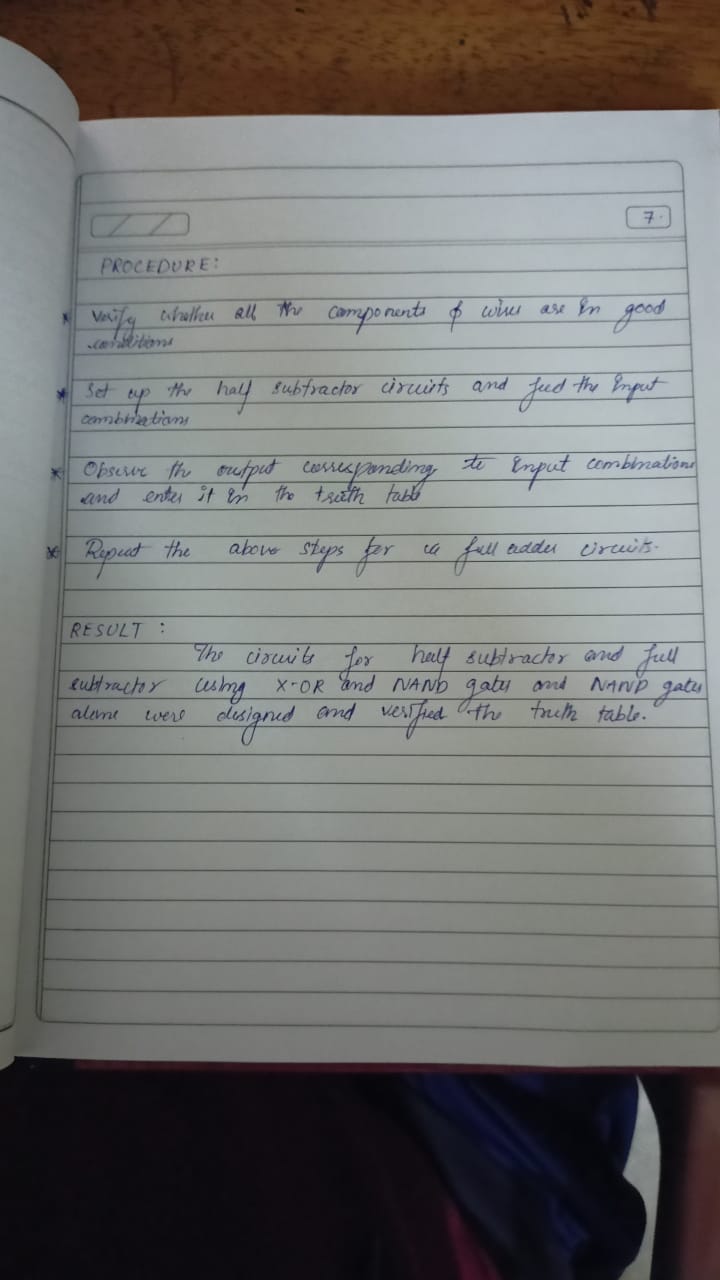 7.
PROCEDURE:
* Verify whether all the components & wires are in good
conditions
* Set up the half subtractor circuits and feed the input
combinations
* Observe the output corresponding to input combinations
and enter it in the truth table
* Repeat the above steps for a full adder circuits.
RESULT :
The circuits for half subtractor and full
subtractor using X-OR and NAND gates and NAND gates
alone were designed and verified the truth table.